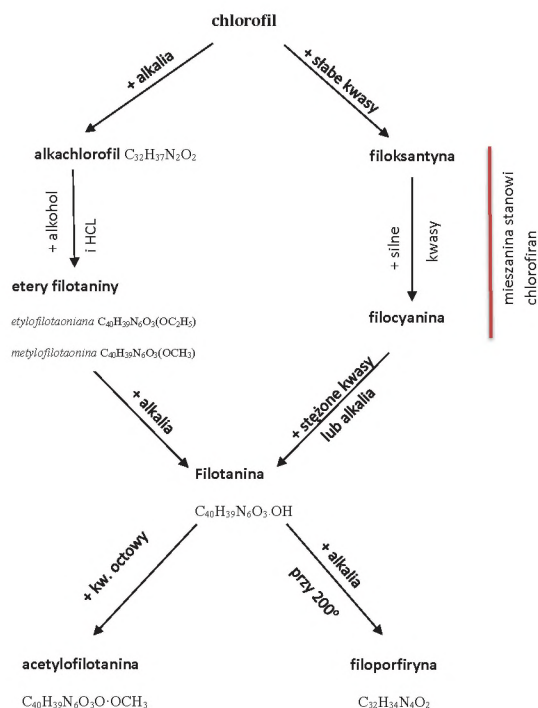 chlorofil
+ alkalia
+ słabe kwasy
alkachlorofil C₃₂H₃₇N₂O₂
filoksantyna
+ alkohol
i HCL
+ silne
kwasy
mieszanina stanowi
chlorofiran
etery filotaniny
etylofilotaoniana C₄₀H₃₉N₆O₃(OC₂H₅)
metylofilotaonina C₄₀H₃₉N₆O₃(OCH₃)
filocyanina
+ alkalia
+ stężone kwasy
lub alkalia
Filotanina
C₄₀H₃₉N₆O₃·OH
+ kw. octowy
+ alkalia
przy 200º
acetylofilotanina
C₄₀H₃₉N₆O₃O·OCH₃
filoporfiryna
C₃₂H₃₄N₄O₂